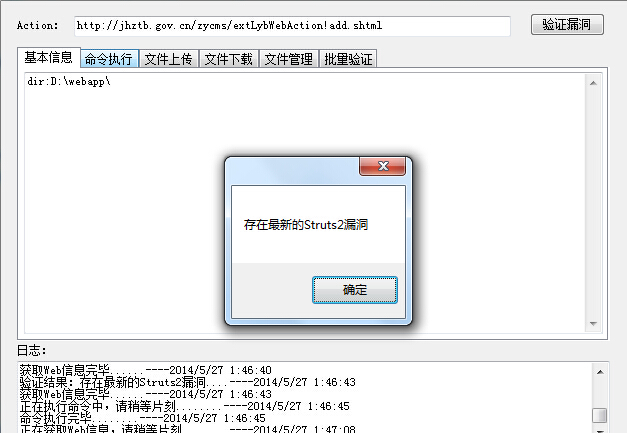 Action: http://jhztb.gov.cn/zycms/extLybWebAction!add.shtml 验证漏洞
基本信息 命令执行 文件上传 文件下载 文件管理 批量验证
dir:D:\webapp\
存在最新的Struts2漏洞
确定
日志:
获取Web信息完毕......----2014/5/27 1:46:40
验证结果: 存在最新的Struts2漏洞....----2014/5/27 1:46:43
获取Web信息完毕......----2014/5/27 1:46:43
正在执行命令中，请稍等片刻........----2014/5/27 1:46:45
命令执行完毕........----2014/5/27 1:46:45
正在获取Web信息，请稍等片刻......----2014/5/27 1:47:08